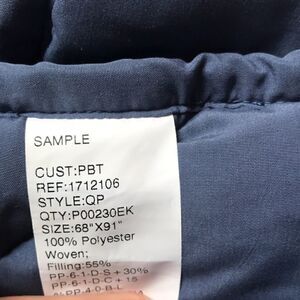 SAMPLE
CUST:PBT
REF:1712106
STYLE:QP
QTY:P00230EK
SIZE:68"X91"
100% Polyester
Woven;
Filling:55%
PP-6-1-D-S + 30%
PP-6-1-D-C + 15